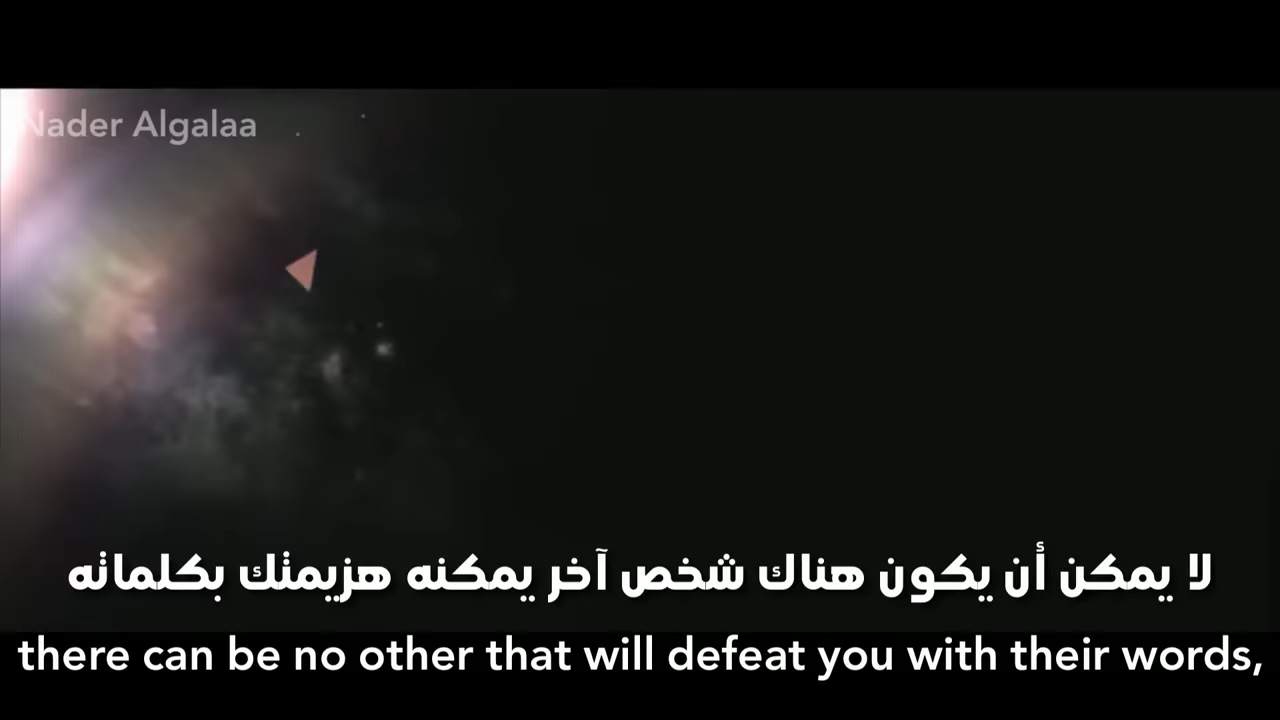 Nader Algalaa
لا يمكن أن يكون هناك شخص آخر يمكنه هزيمتك بكلماته
there can be no other that will defeat you with their words,